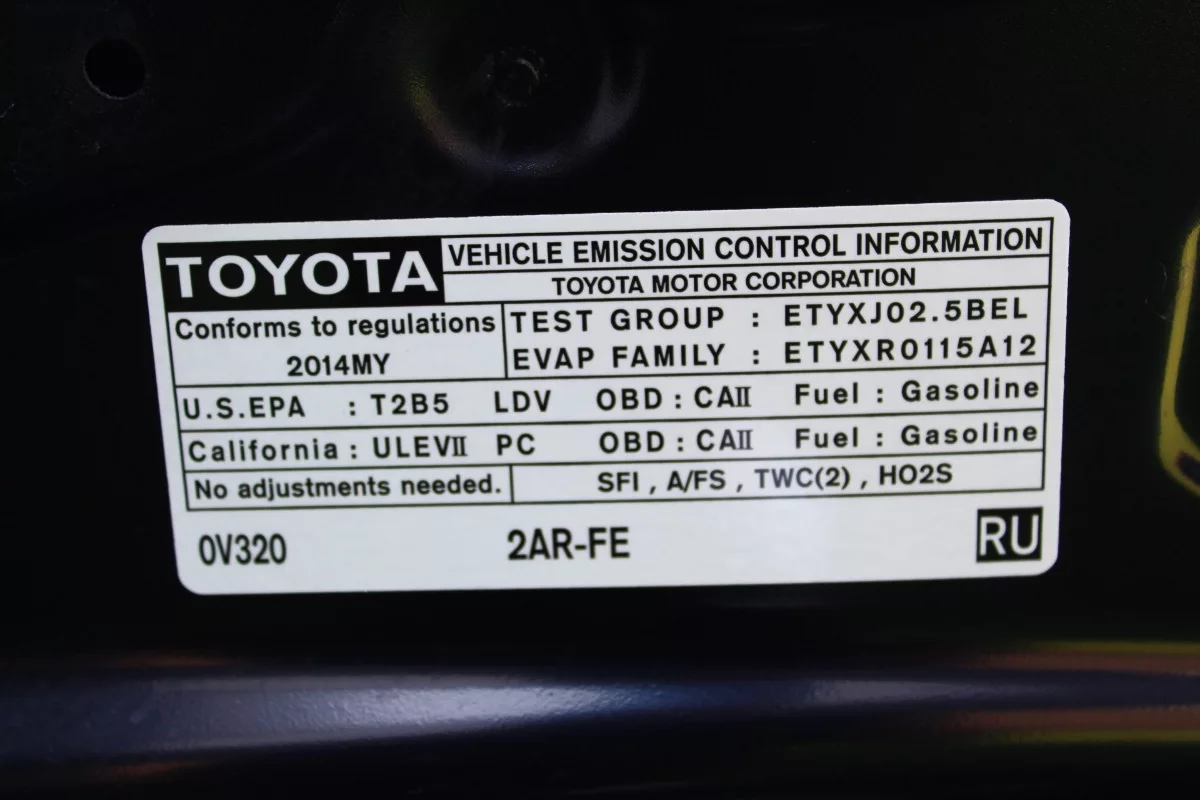 TOYOTA
VEHICLE EMISSION CONTROL INFORMATION
TOYOTA MOTOR CORPORATION
Conforms to regulations
2014MY
TEST GROUP : ETYXJ02.5BEL
EVAP FAMILY : ETYXR0115A12
U.S.EPA : T2B5 LDV OBD : CAⅡ Fuel : Gasoline
California : ULEVⅡ PC OBD : CAⅡ Fuel : Gasoline
No adjustments needed.
SFI , A/FS , TWC(2) , HO2S
0V320 2AR-FE RU